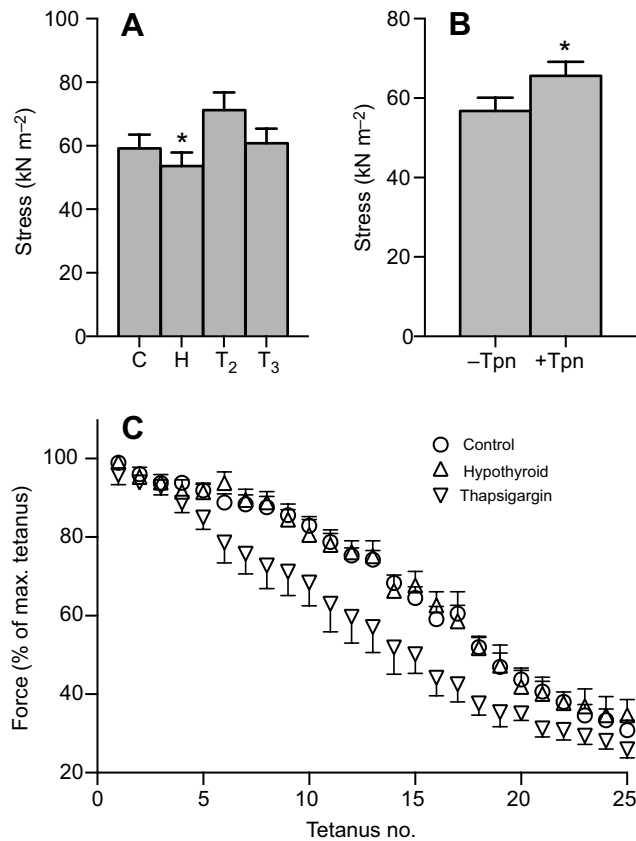 A
Stress (kN m–2)
100
80
60
40
20
0
*
C H T2 T3
B
Stress (kN m–2)
80
60
40
20
0
*
–Tpn +Tpn
C
Force (% of max. tetanus)
100
80
60
40
20
Control
Hypothyroid
Thapsigargin
0 5 10 15 20 25
Tetanus no.